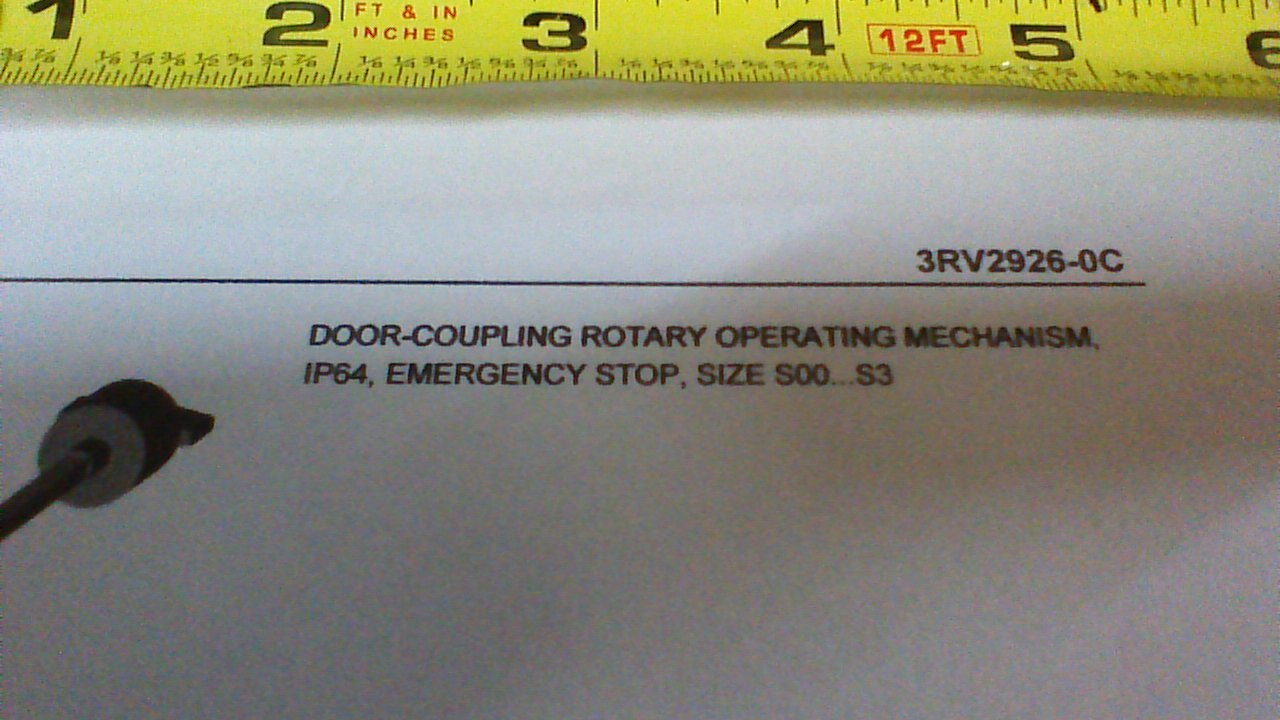 1 2 FT & IN 3 4 12FT 5 6
INCHES
3RV2926-0C
DOOR-COUPLING ROTARY OPERATING MECHANISM,
IP64, EMERGENCY STOP, SIZE S00...S3